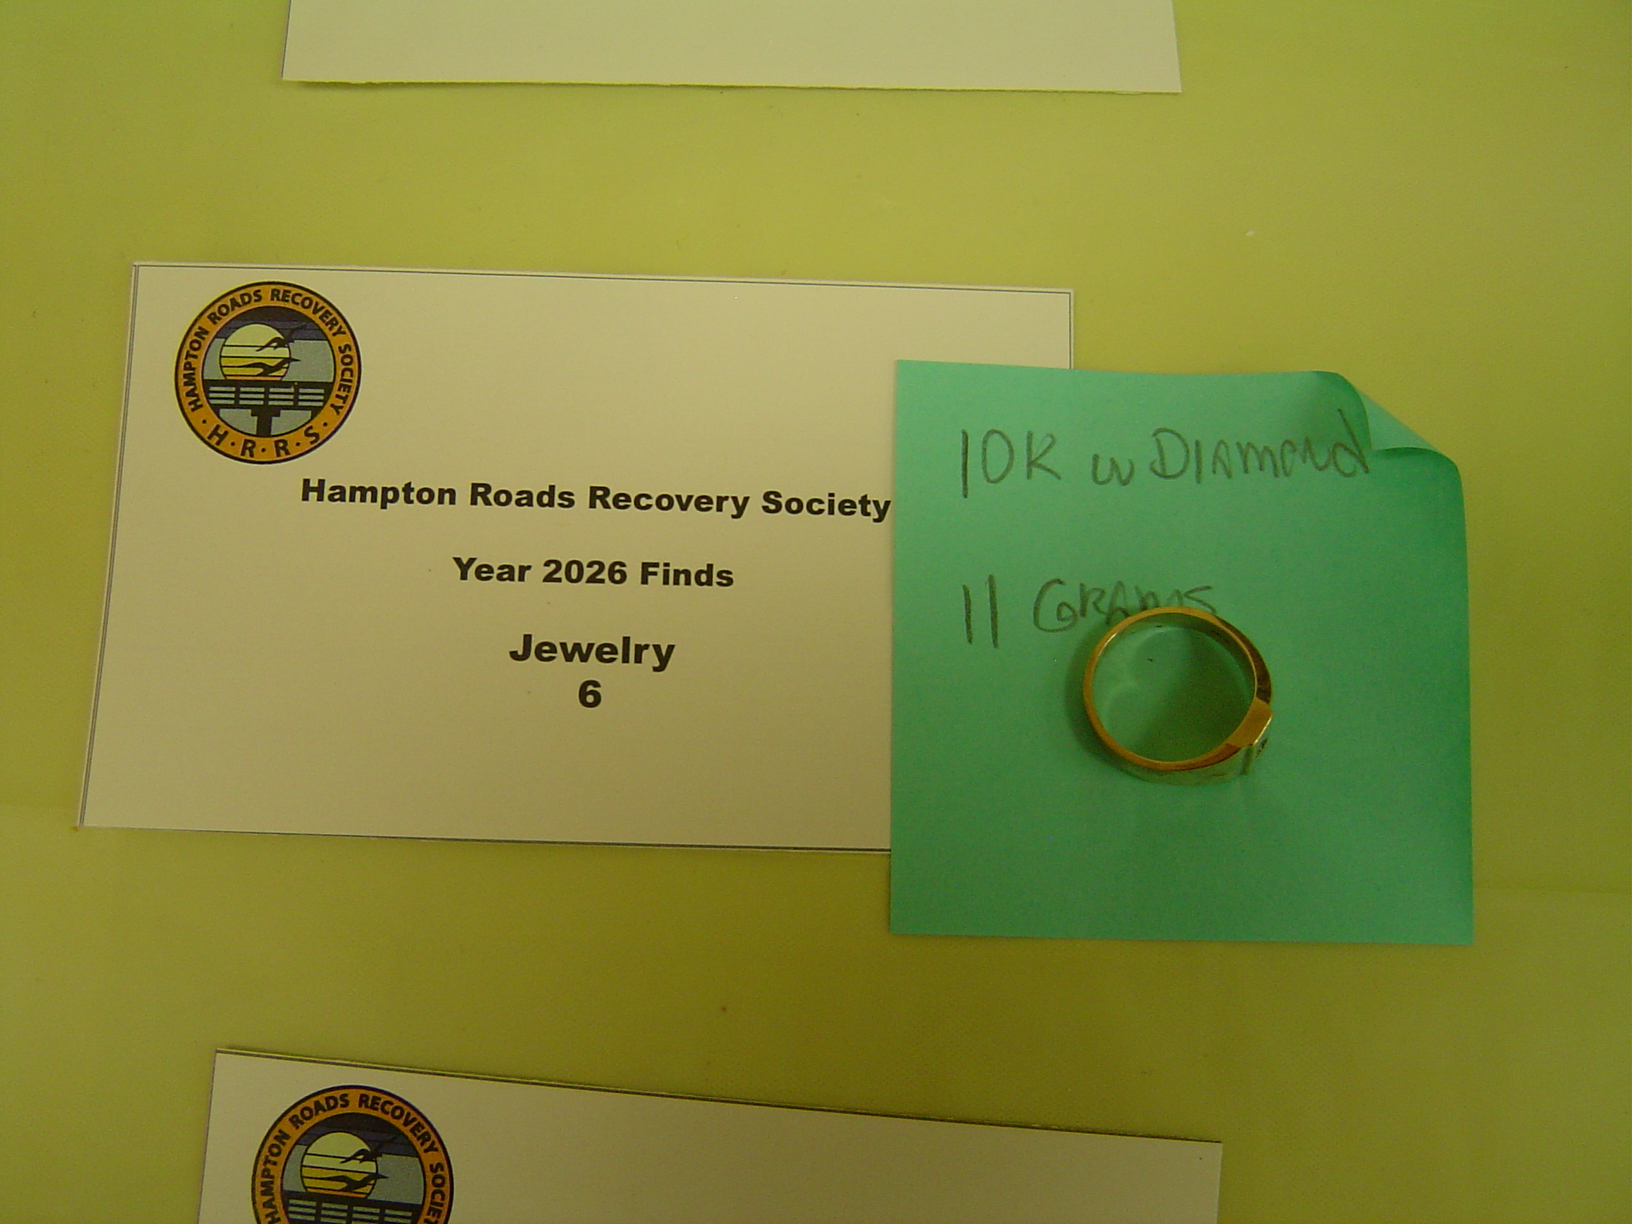 HAMPTON ROADS RECOVERY SOCIETY
· H · R · R · S ·
Hampton Roads Recovery Society
Year 2026 Finds
Jewelry
6
10K w DIAMOND
11 GRAMS
HAMPTON ROADS RECOVERY SOCIE